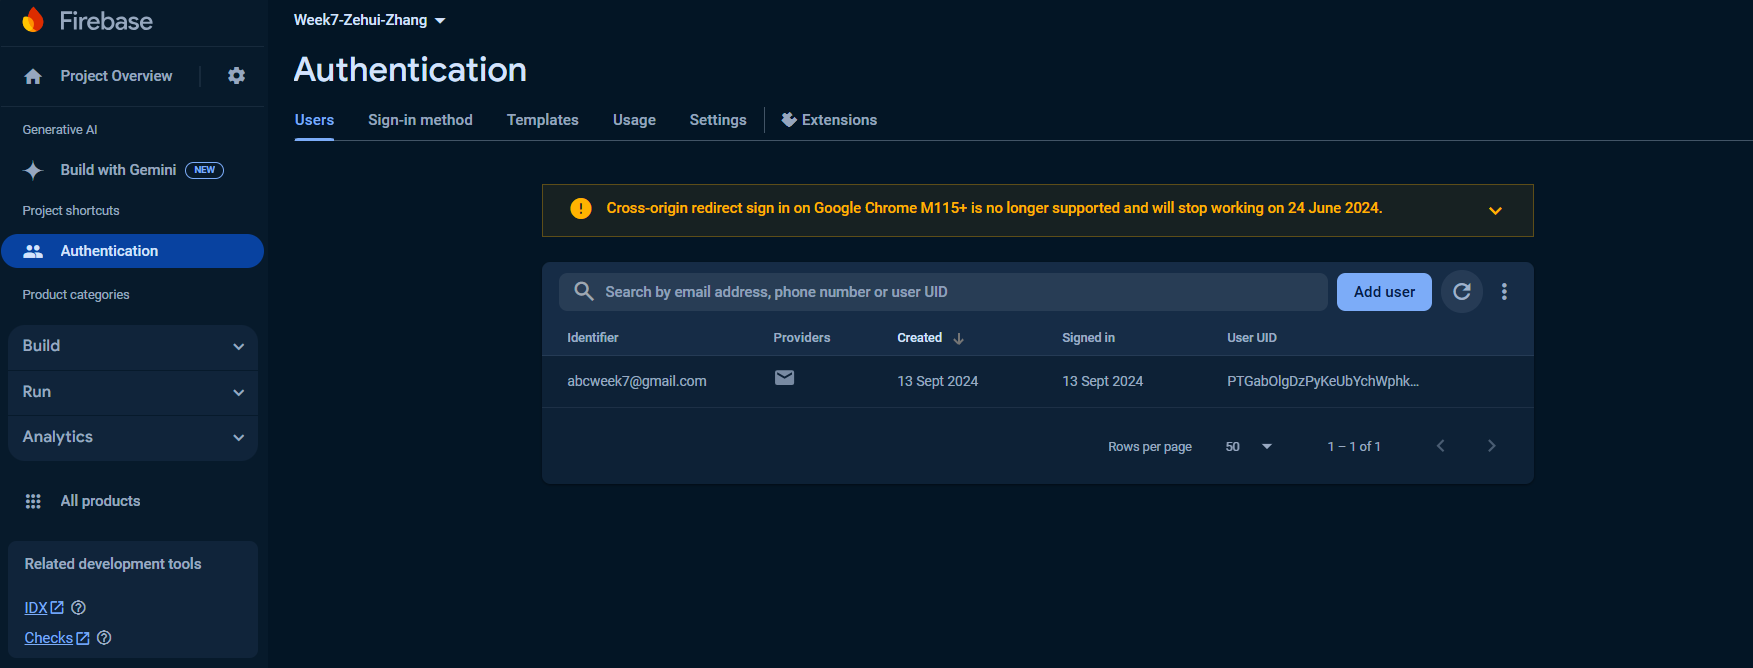 Firebase
Project Overview
Generative AI
Build with Gemini NEW
Project shortcuts
Authentication
Product categories
Build
Run
Analytics
All products
Related development tools
IDX
Checks
Week7-Zehui-Zhang
Authentication
Users Sign-in method Templates Usage Settings Extensions
Cross-origin redirect sign in on Google Chrome M115+ is no longer supported and will stop working on 24 June 2024.
Search by email address, phone number or user UID Add user
Identifier Providers Created Signed in User UID
abcweek7@gmail.com 13 Sept 2024 13 Sept 2024 PTGabOlgDzPyKeUbYchWphk...
Rows per page 50 1 – 1 of 1